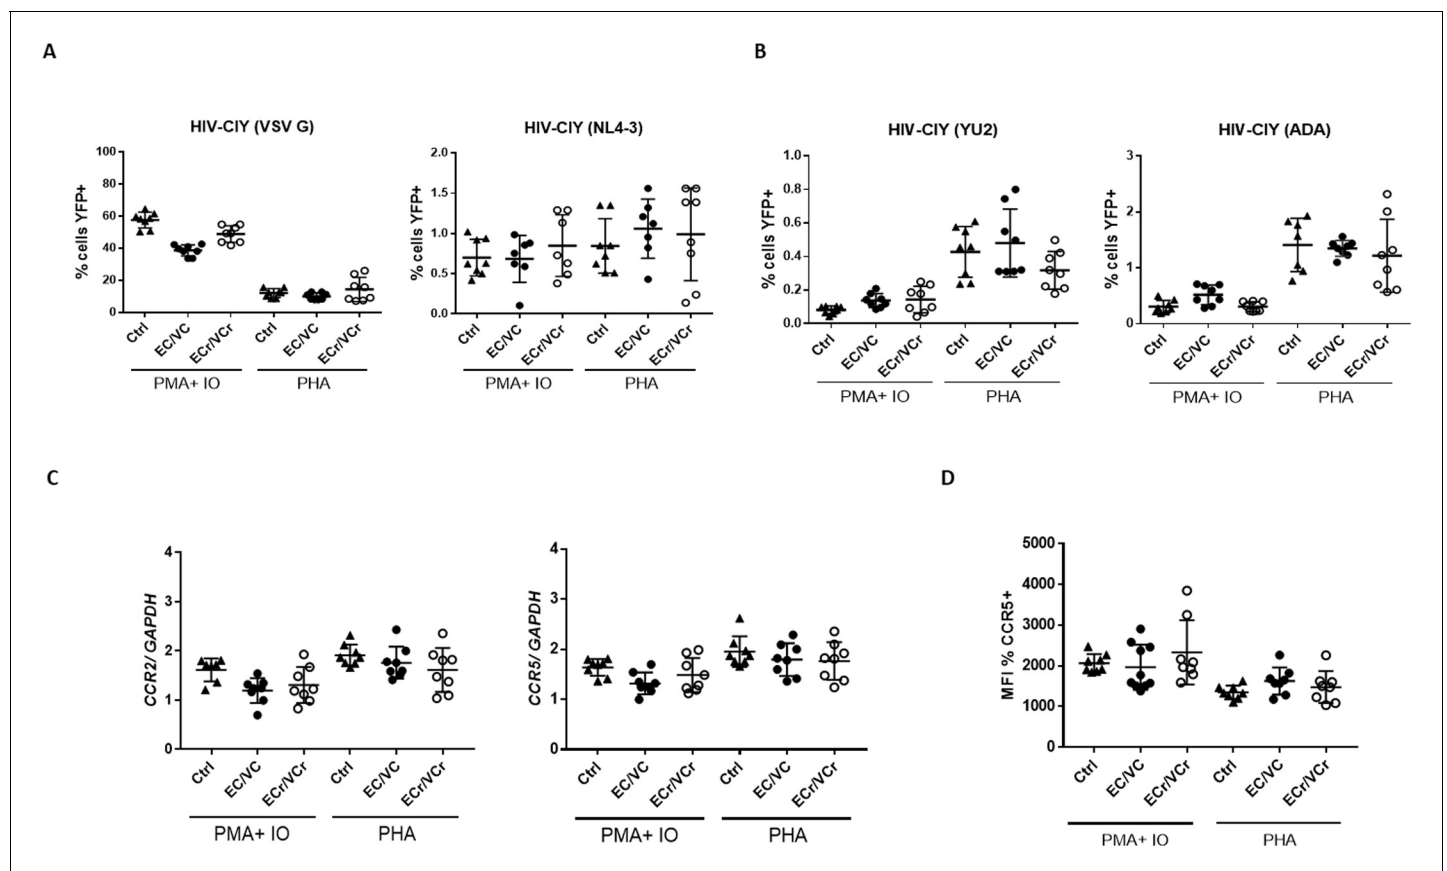 A
B
HIV-CIY (VSV G)
HIV-CIY (NL4-3)
HIV-CIY (YU2)
HIV-CIY (ADA)
% cells YFP+
100
80
60
40
20
0
Ctrl
EC/VC
ECr/VCr
Ctrl
EC/VC
ECr/VCr
PMA+ IO
PHA
% cells YFP+
2.0
1.5
1.0
0.5
0.0
Ctrl
EC/VC
ECr/VCr
Ctrl
EC/VC
ECr/VCr
PMA+ IO
PHA
% cells YFP+
1.0
0.8
0.6
0.4
0.2
0.0
Ctrl
EC/VC
ECr/VCr
Ctrl
EC/VC
ECr/VCr
PMA+ IO
PHA
% cells YFP+
3
2
1
0
Ctrl
EC/VC
ECr/VCr
Ctrl
EC/VC
ECr/VCr
PMA+ IO
PHA
C
D
CCR2/ GAPDH
4
3
2
1
0
Ctrl
EC/VC
ECr/VCr
Ctrl
EC/VC
ECr/VCr
PMA+ IO
PHA
CCR5/ GAPDH
4
3
2
1
0
Ctrl
EC/VC
ECr/VCr
Ctrl
EC/VC
ECr/VCr
PMA+ IO
PHA
MFI % CCR5+
5000
4000
3000
2000
1000
0
Ctrl
EC/VC
ECr/VCr
Ctrl
EC/VC
ECr/VCr
PMA+ IO
PHA